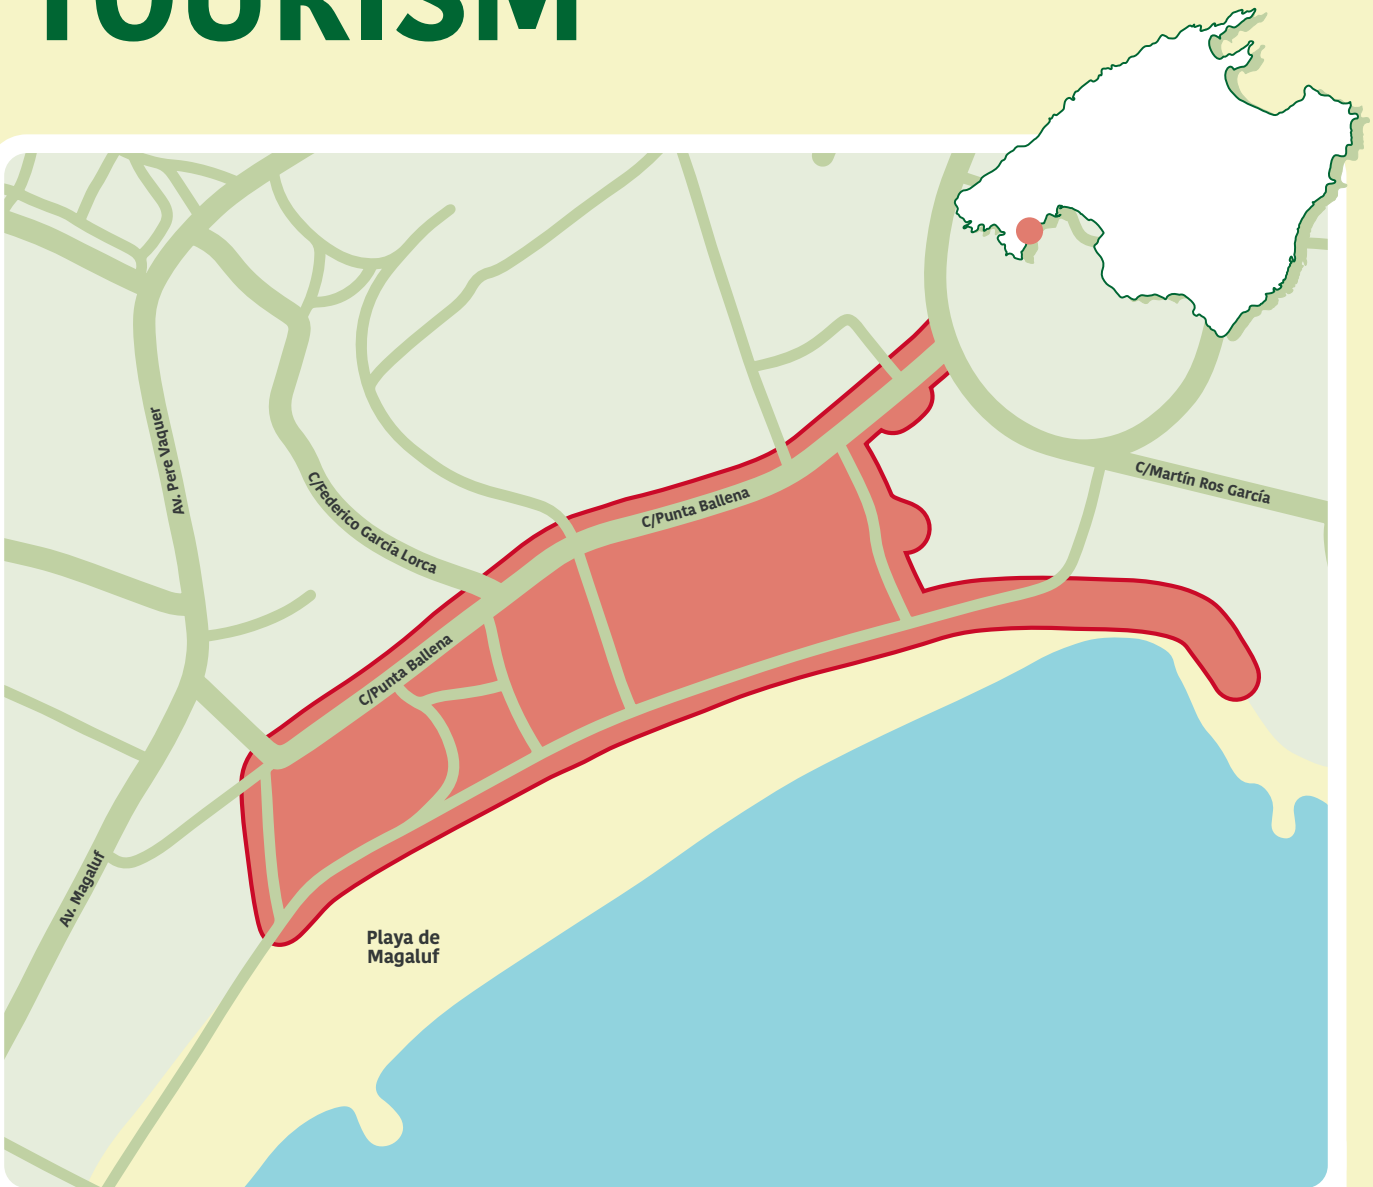 TOURISM
Av. Pere Vaquer
C/Federico García Lorca
C/Punta Ballena
C/Martín Ros García
C/Punta Ballena
Av. Magaluf
Playa de
Magaluf